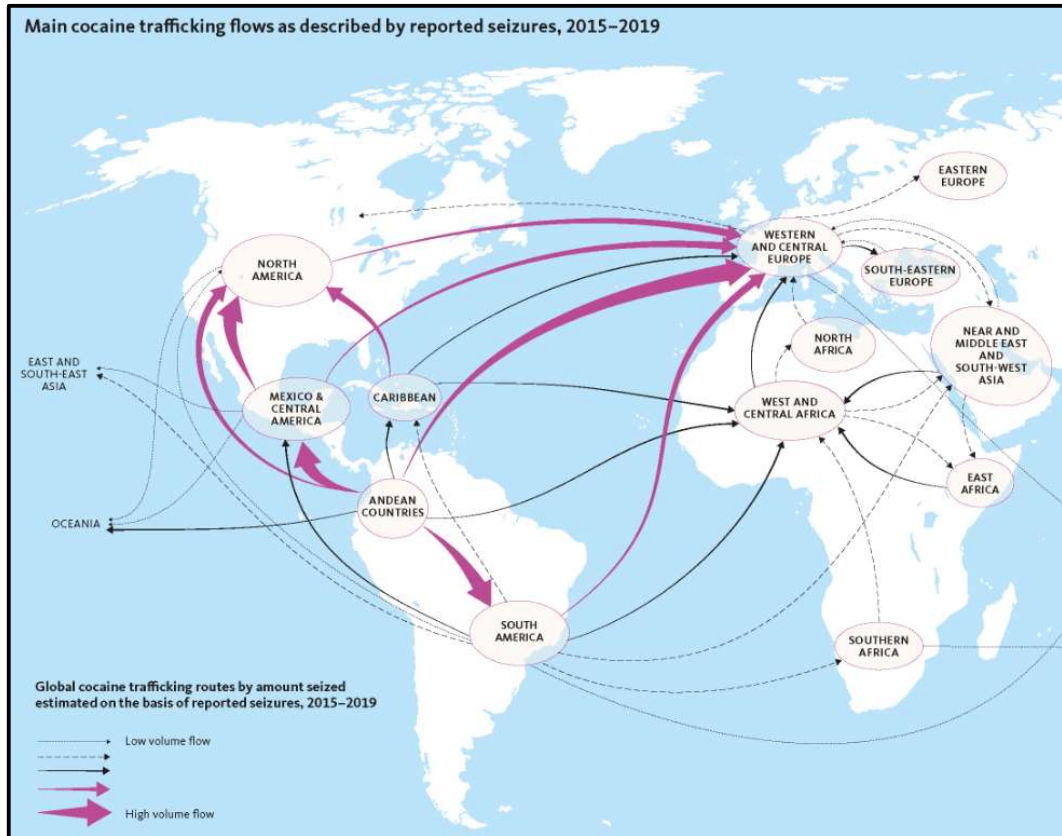 Main cocaine trafficking flows as described by reported seizures, 2015–2019
EASTERN
EUROPE
WESTERN
AND CENTRAL
EUROPE
NORTH
AMERICA
SOUTH-EASTERN
EUROPE
NORTH
AFRICA
NEAR AND
MIDDLE EAST
AND
SOUTH-WEST
ASIA
EAST AND
SOUTH-EAST
ASIA
MEXICO &
CENTRAL
AMERICA
CARIBBEAN
WEST AND
CENTRAL AFRICA
EAST
AFRICA
ANDEAN
COUNTRIES
OCEANIA
SOUTH
AMERICA
SOUTHERN
AFRICA
Global cocaine trafficking routes by amount seized
estimated on the basis of reported seizures, 2015–2019
Low volume flow
High volume flow